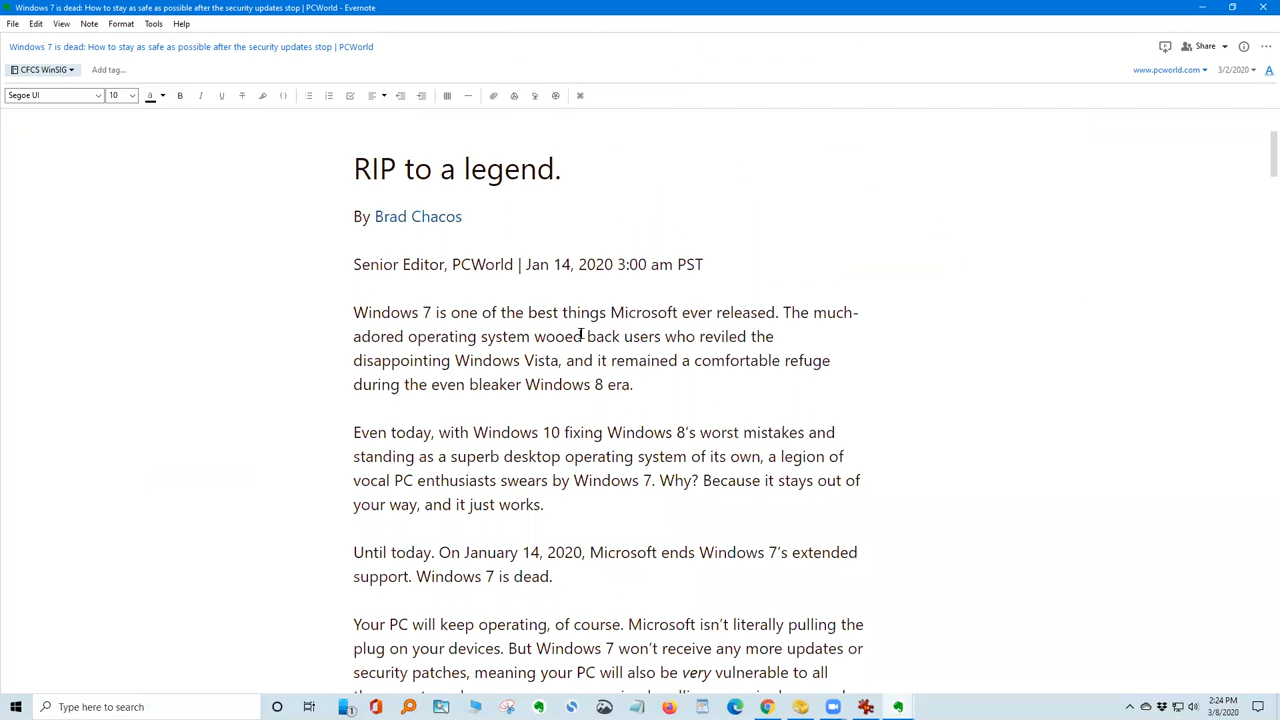 Windows 7 is dead: How to stay as safe as possible after the security updates stop | PCWorld - Evernote
File Edit View Note Format Tools Help
Windows 7 is dead: How to stay as safe as possible after the security updates stop | PCWorld
Share
CFCS WinSIG
Add tag...
www.pcworld.com
3/2/2020
Segoe UI
10
RIP to a legend.
By Brad Chacos
Senior Editor, PCWorld | Jan 14, 2020 3:00 am PST
Windows 7 is one of the best things Microsoft ever released. The much-
adored operating system wooed back users who reviled the
disappointing Windows Vista, and it remained a comfortable refuge
during the even bleaker Windows 8 era.
Even today, with Windows 10 fixing Windows 8's worst mistakes and
standing as a superb desktop operating system of its own, a legion of
vocal PC enthusiasts swears by Windows 7. Why? Because it stays out of
your way, and it just works.
Until today. On January 14, 2020, Microsoft ends Windows 7's extended
support. Windows 7 is dead.
Your PC will keep operating, of course. Microsoft isn't literally pulling the
plug on your devices. But Windows 7 won't receive any more updates or
security patches, meaning your PC will also be very vulnerable to all
Type here to search
2:24 PM
3/8/2020